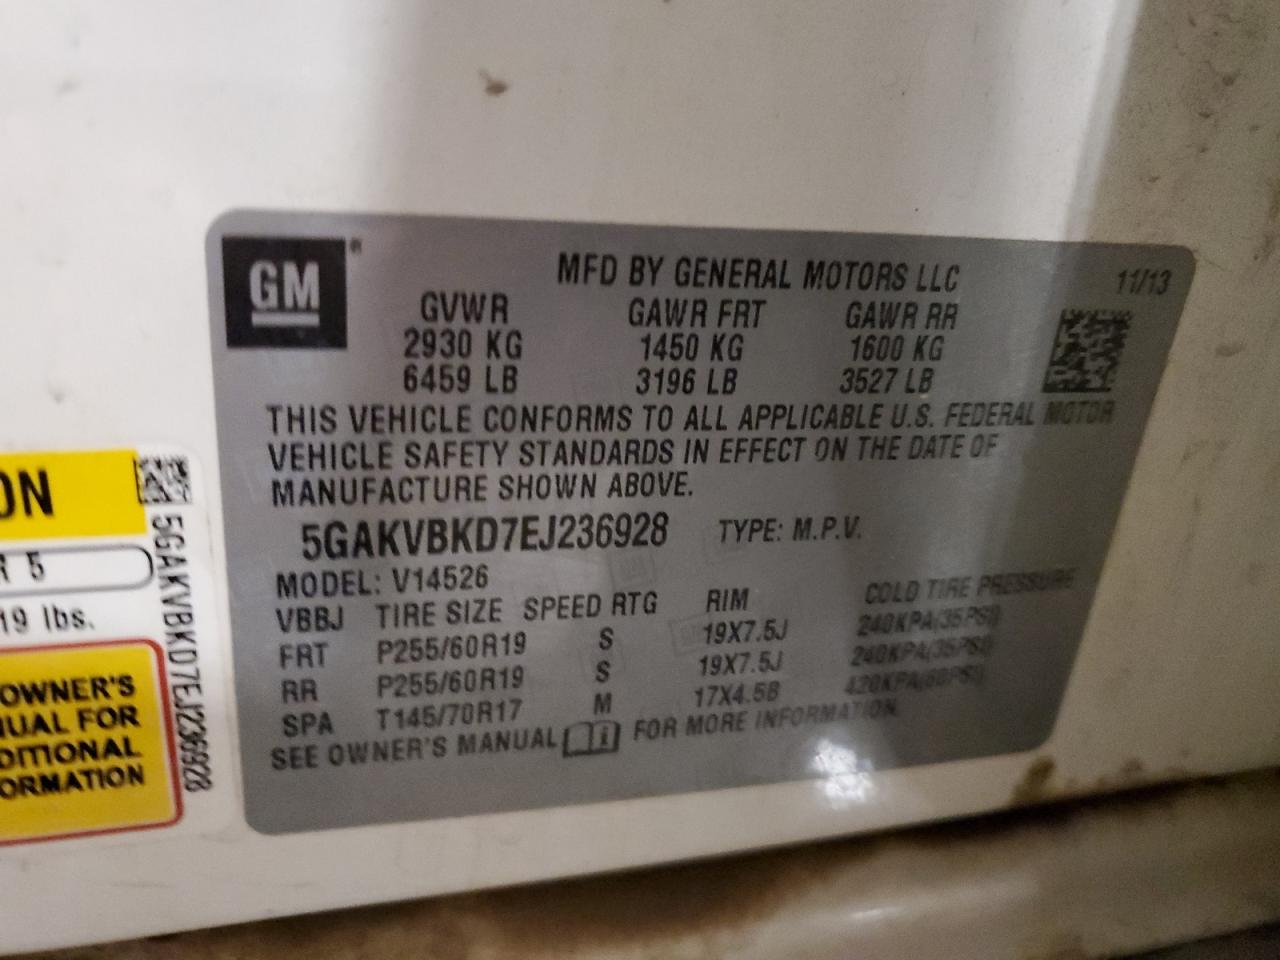 GM
MFD BY GENERAL MOTORS LLC
11/13
GVWR GAWR FRT GAWR RR
2930 KG 1450 KG 1600 KG
6459 LB 3196 LB 3527 LB
THIS VEHICLE CONFORMS TO ALL APPLICABLE U.S. FEDERAL MOTOR
VEHICLE SAFETY STANDARDS IN EFFECT ON THE DATE OF
MANUFACTURE SHOWN ABOVE.
5GAKVBKD7EJ236928 TYPE: M.P.V.
MODEL: V14526
VBBJ TIRE SIZE SPEED RTG RIM COLD TIRE PRESSURE
FRT P255/60R19 S 19X7.5J 240KPA(35PSI)
RR P255/60R19 S 19X7.5J 240KPA(35PSI)
SPA T145/70R17 M 17X4.5B 420KPA(60PSI)
SEE OWNER'S MANUAL FOR MORE INFORMATION
ON
R 5
19 lbs.
OWNER'S
NUAL FOR
DITIONAL
ORMATION
5GAKVBKD7EJ236928